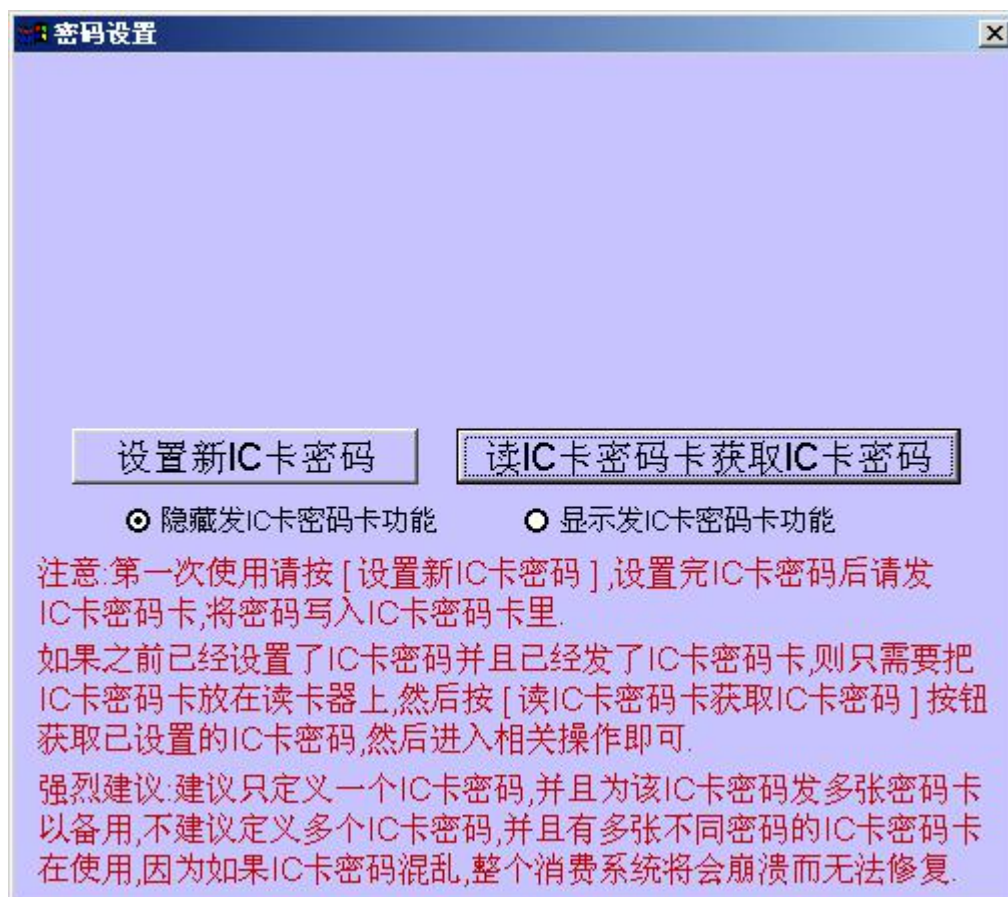 密码设置
设置新IC卡密码 读IC卡密码卡获取IC卡密码
隐藏发IC卡密码卡功能 显示发IC卡密码卡功能
注意:第一次使用请按 [ 设置新IC卡密码 ] ,设置完IC卡密码后请发
IC卡密码卡,将密码写入IC卡密码卡里.
如果之前已经设置了IC卡密码并且已经发了IC卡密码卡,则只需要把
IC卡密码卡放在读卡器上,然后按 [ 读IC卡密码卡获取IC卡密码 ] 按钮
获取已设置的IC卡密码,然后进入相关操作即可.
强烈建议:建议只定义一个IC卡密码,并且为该IC卡密码发多张密码卡
以备用,不建议定义多个IC卡密码,并且有多张不同密码的IC卡密码卡
在使用,因为如果IC卡密码混乱,整个消费系统将会崩溃而无法修复.